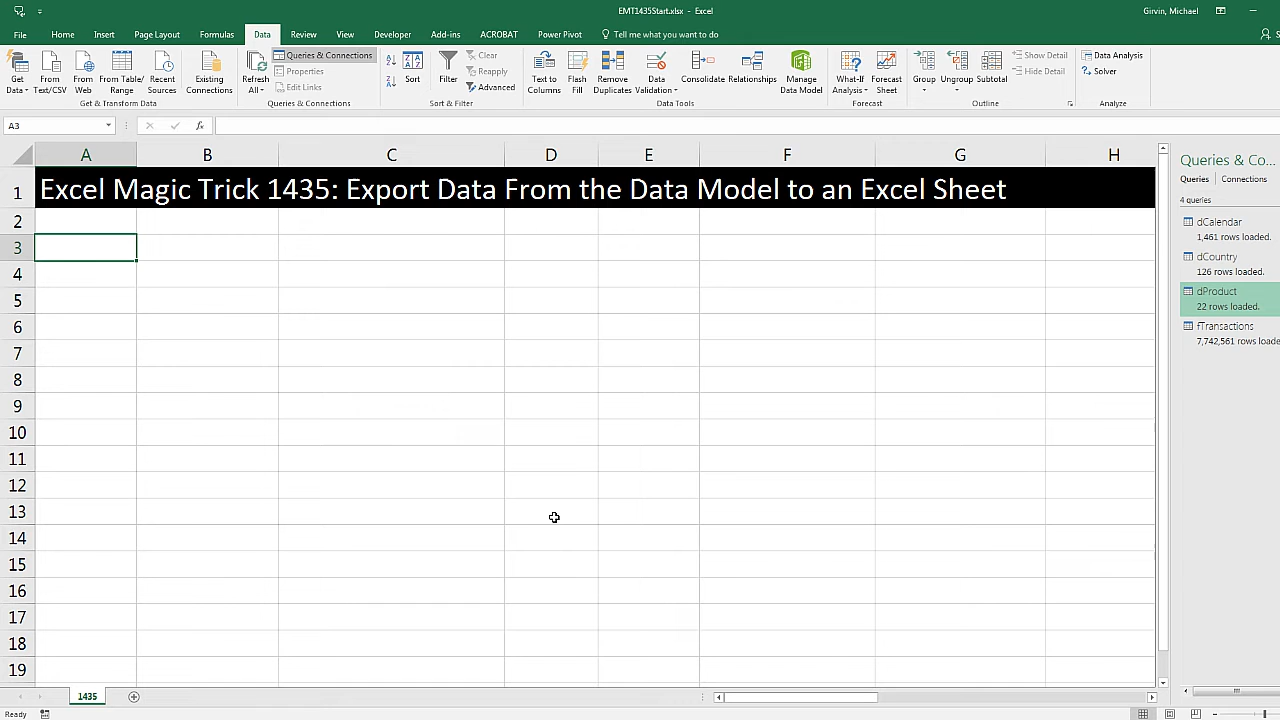 EMT1435Start.xlsx - Excel
Girvin, Michael
File Home Insert Page Layout Formulas Data Review View Developer Add-ins ACROBAT Power Pivot Tell me what you want to do
Get Data From Text/CSV From Web From Table/Range Recent Sources Existing Connections
Get & Transform Data
Refresh All Queries & Connections Properties Edit Links
Queries & Connections
Sort Filter Clear Reapply Advanced
Sort & Filter
Text to Columns Flash Fill Remove Duplicates Data Validation Consolidate Relationships Manage Data Model
Data Tools
What-If Analysis Forecast Sheet
Forecast
Group Ungroup Subtotal Show Detail Hide Detail
Outline
Data Analysis Solver
Analyze
A3 fx
A B C D E F G H
1 Excel Magic Trick 1435: Export Data From the Data Model to an Excel Sheet
2
3
4
5
6
7
8
9
10
11
12
13
14
15
16
17
18
19
Queries & Co...
Queries Connections
4 queries
dCalendar
1,461 rows loaded.
dCountry
126 rows loaded.
dProduct
22 rows loaded.
fTransactions
7,742,561 rows loade
1435
Ready